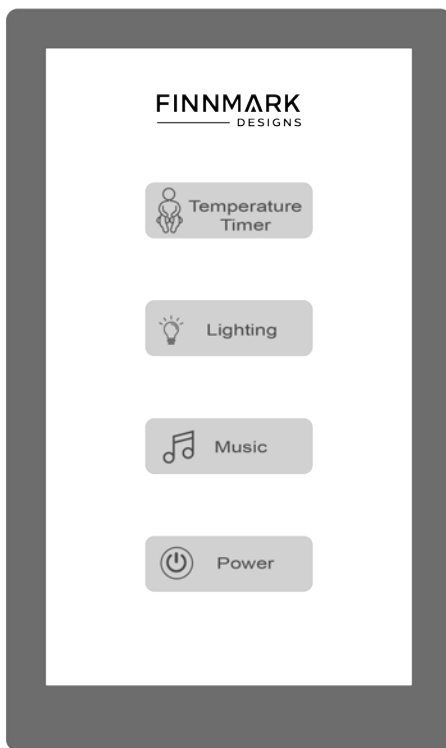 FINNMARK
DESIGNS
Temperature
Timer
Lighting
Music
Power